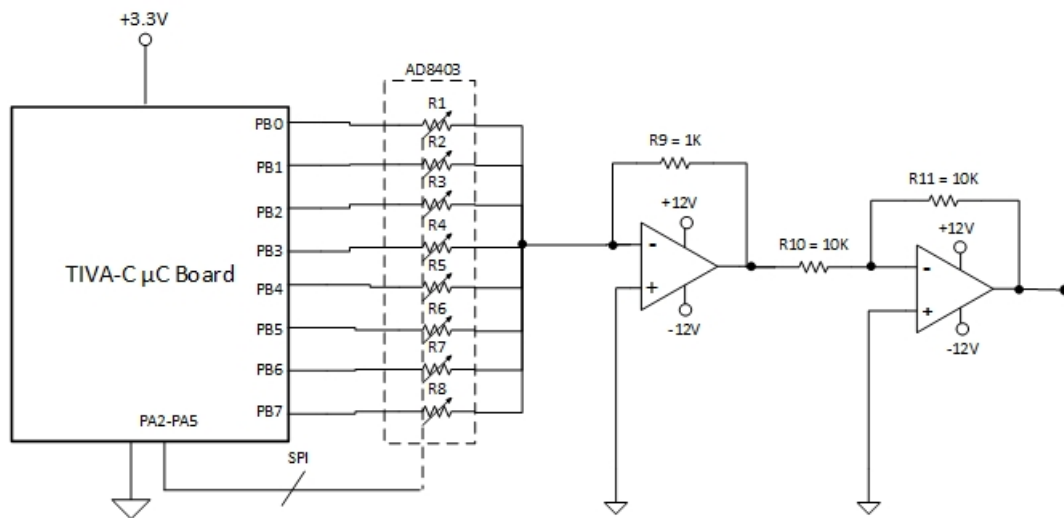 +3.3V
AD8403
R1
PB0
R2
PB1
R3
PB2
R4
PB3
R5
PB4
R6
PB5
R7
PB6
R8
PB7
TIVA-C µC Board
PA2-PA5
SPI
R9 = 1K
+12V
-
+
-12V
R10 = 10K
R11 = 10K
+12V
-
+
-12V